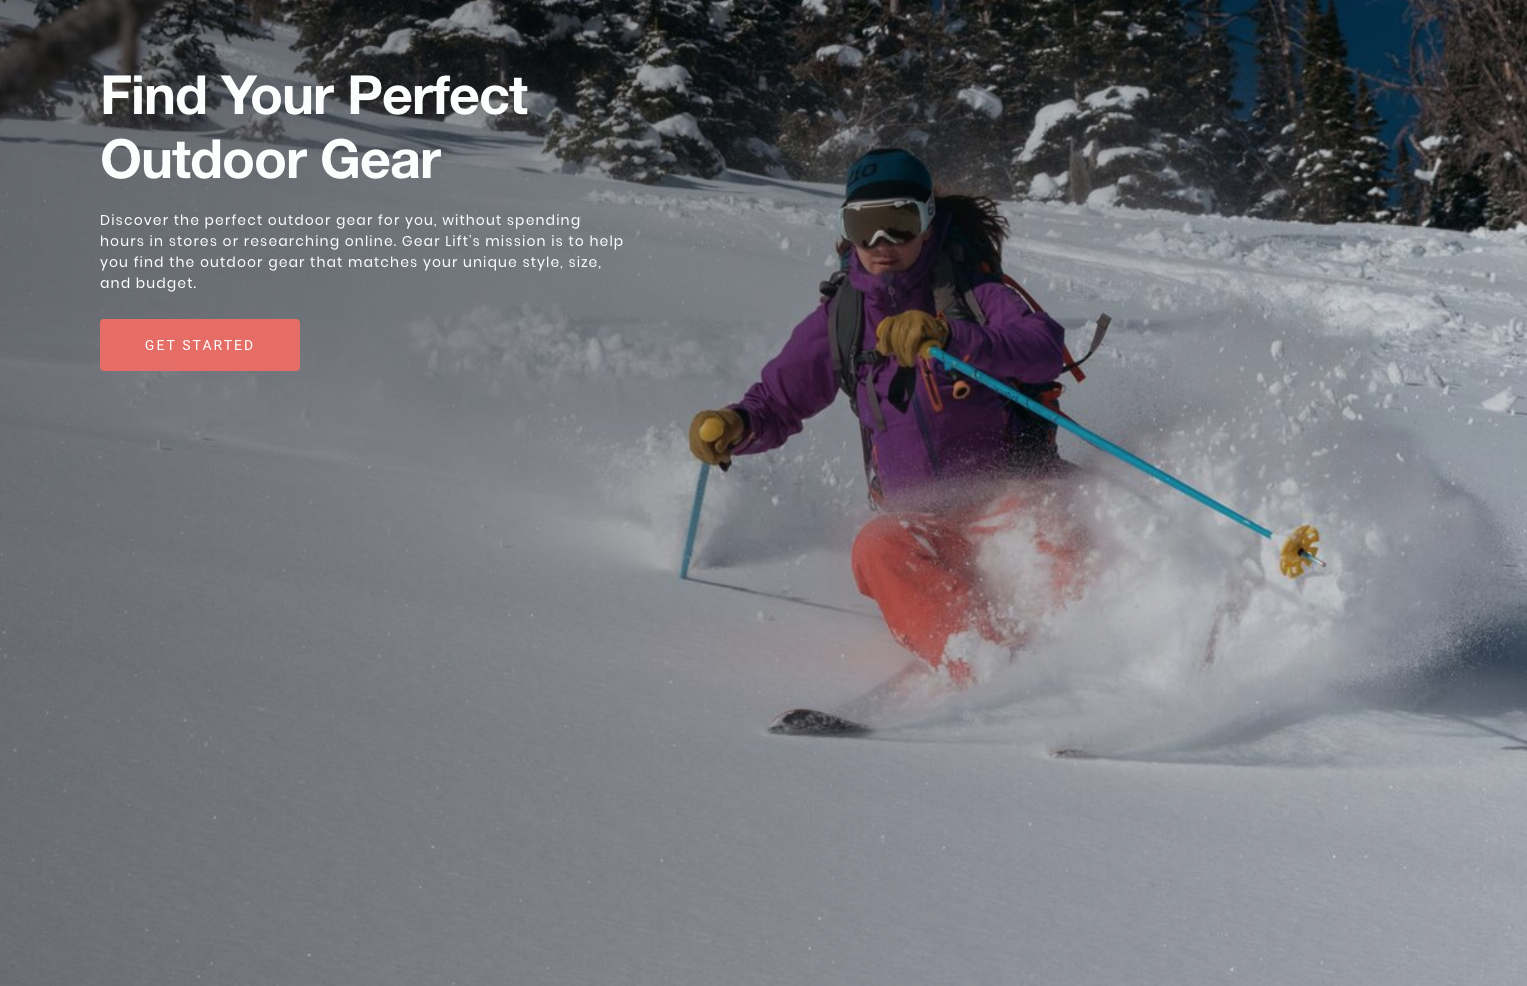 Find Your Perfect
Outdoor Gear
Discover the perfect outdoor gear for you, without spending
hours in stores or researching online. Gear Lift's mission is to help
you find the outdoor gear that matches your unique style, size,
and budget.
GET STARTED